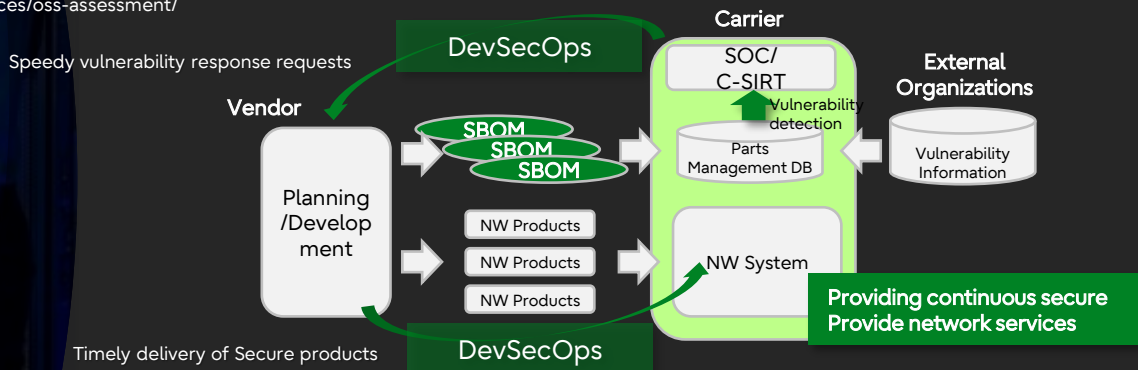 ces/oss-assessment/
Carrier
DevSecOps
SOC/
C-SIRT
Speedy vulnerability response requests
External
Organizations
Vendor
Vulnerability
detection
SBOM
SBOM
SBOM
Parts
Management DB
Vulnerability
Information
Planning
/Develop
ment
NW Products
NW Products
NW Products
NW System
Providing continuous secure
Provide network services
Timely delivery of Secure products
DevSecOps